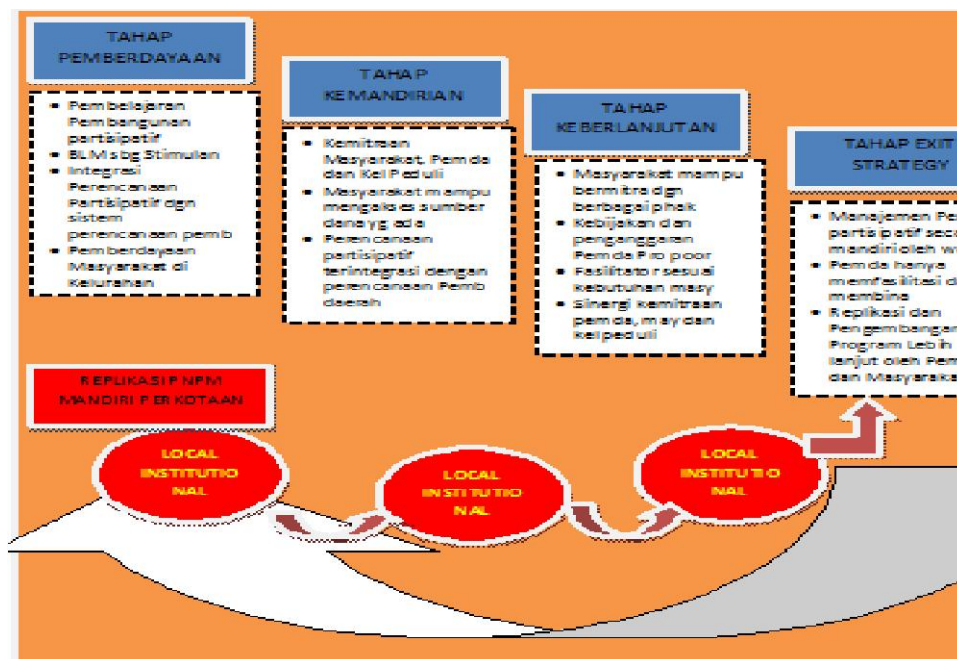 TAHAP
PEMBERDAYAAN
• Pembelajaran
Pembangunan
partisipatif
• BLM sbg Stimulan
• Integrasi
Perencanaan
Partisipatif dgn
sistem
perencanaan pemb
• Pemberdayaan
Masyarakat di
Kelurahan
TAHAP
KEMANDIRIAN
• Kemitraan
Masyarakat, Pemda
dan Kel Peduli
• Masyarakat mampu
mengakses sumber
dana yg ada
• Perencanaan
partisipatif
terintegrasi dengan
perencanaan Pemb
daerah
TAHAP
KEBERLANJUTAN
• Masyarakat mampu
bermitra dgn
berbagai phak
• Kebijakan dan
penganggaran
Pemda Pro poor
• Fasilitator sesuai
kebutuhan masy
• Sinergi kemitraan
pemda, may dan
kel peduli
TAHAP EXIT
STRATEGY
• Manajemen Pe
partisipatif seca
mandiri oleh w
• Pemda hanya
memfasilitasi d
membina
• Replikasi dan
Pengembangan
Program Lebih
lanjut oleh Pem
dan Masyaraka
REPLIKASI PNPM
MANDIRI PERKOTAAN
LOCAL
INSTITUTIO
NAL
LOCAL
INSTITUTIO
NAL
LOCAL
INSTITUTIO
NAL